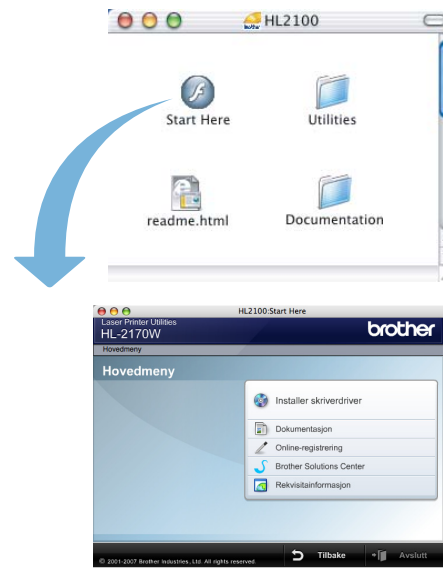 HL2100
Start Here
Utilities
readme.html
Documentation
HL2100:Start Here
Laser Printer Utilities
HL-2170W
brother
Hovedmeny
Hovedmeny
Installer skriverdriver
Dokumentasjon
Online-registrering
Brother Solutions Center
Rekvisitainformasjon
© 2001-2007 Brother Industries, Ltd. All rights reserved.
Tilbake
Avslutt